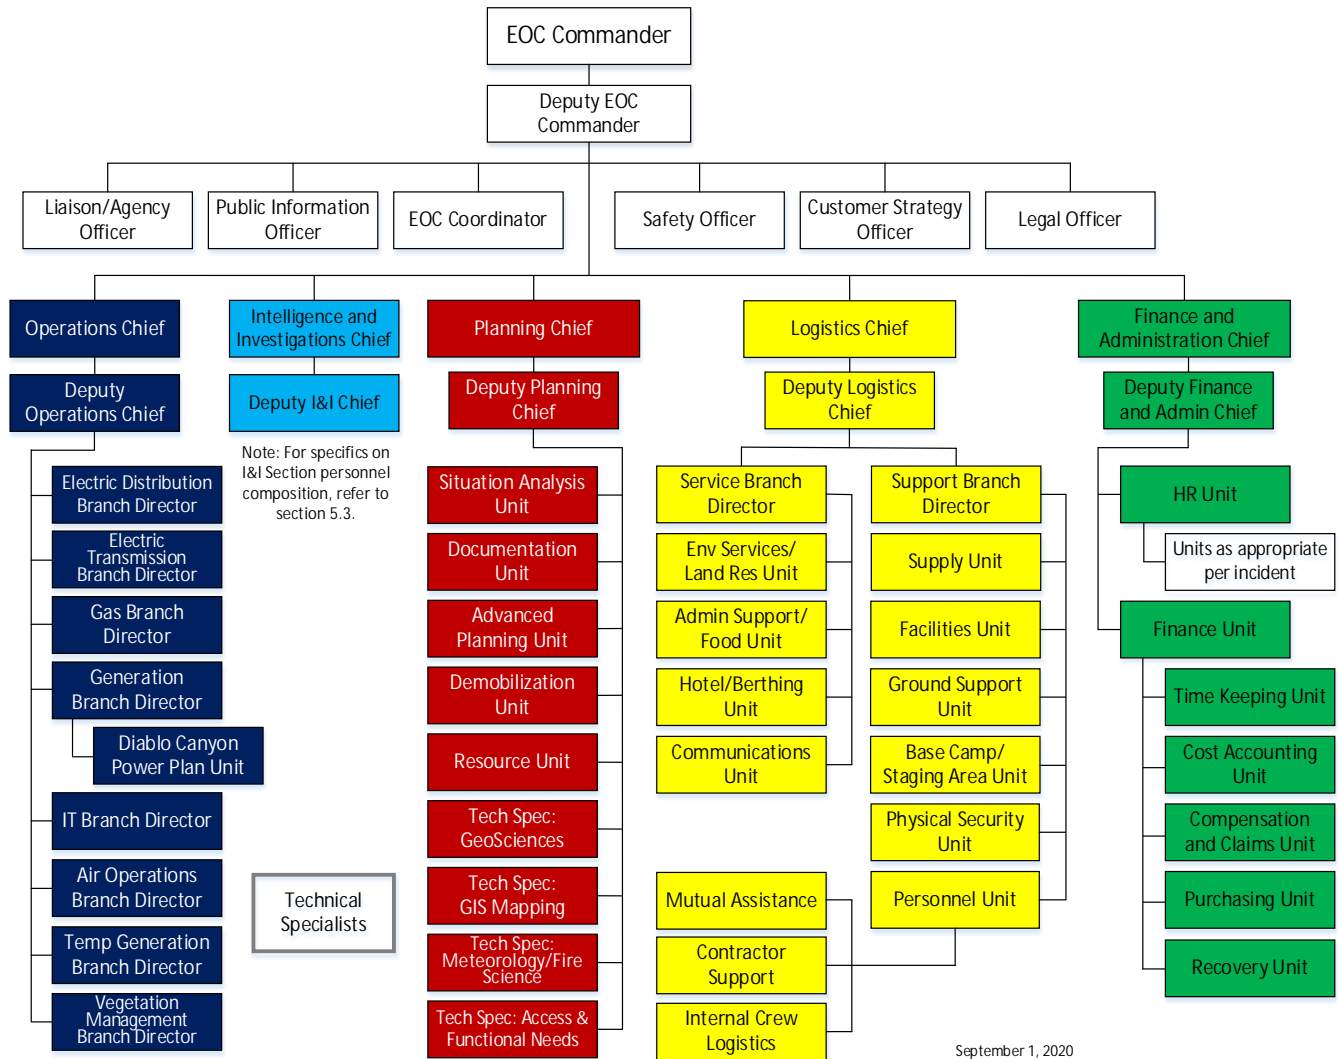 EOC Commander
Deputy EOC
Commander
Liaison/Agency
Officer
Public Information
Officer
EOC Coordinator
Safety Officer
Customer Strategy
Officer
Legal Officer
Operations Chief
Intelligence and
Investigations Chief
Planning Chief
Logistics Chief
Finance and
Administration Chief
Deputy
Operations Chief
Deputy I&I Chief
Deputy Planning
Chief
Deputy Logistics
Chief
Deputy Finance
and Admin Chief
Note: For specifics on
I&I Section personnel
composition, refer to
section 5.3.
Electric Distribution
Branch Director
Electric
Transmission
Branch Director
Gas Branch
Director
Generation
Branch Director
Diablo Canyon
Power Plan Unit
IT Branch Director
Air Operations
Branch Director
Temp Generation
Branch Director
Vegetation
Management
Branch Director
Technical
Specialists
Situation Analysis
Unit
Documentation
Unit
Advanced
Planning Unit
Demobilization
Unit
Resource Unit
Tech Spec:
GeoSciences
Tech Spec:
GIS Mapping
Tech Spec:
Meteorology/Fire
Science
Tech Spec: Access &
Functional Needs
Service Branch
Director
Env Services/
Land Res Unit
Admin Support/
Food Unit
Hotel/Berthing
Unit
Communications
Unit
Support Branch
Director
Supply Unit
Facilities Unit
Ground Support
Unit
Base Camp/
Staging Area Unit
Physical Security
Unit
Personnel Unit
Mutual Assistance
Contractor
Support
Internal Crew
Logistics
HR Unit
Units as appropriate
per incident
Finance Unit
Time Keeping Unit
Cost Accounting
Unit
Compensation
and Claims Unit
Purchasing Unit
Recovery Unit
September 1, 2020